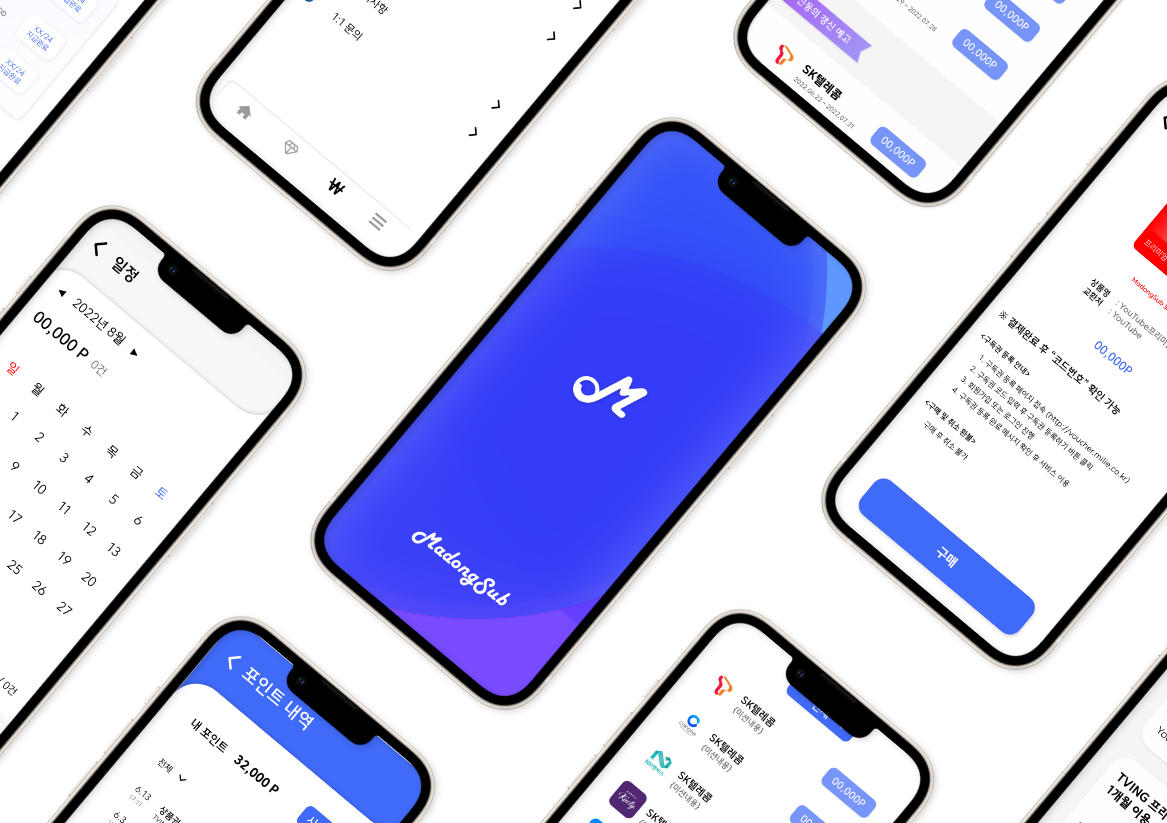 XX/24
지급완료
XX/24
지급완료
1:1 문의
₩
SK텔레콤
2022.06.22 ~ 2022.07.21
00,000P
00,000P
00,000P
일정
2022년 8월
00,000 P 0건
일 월 화 수 목 금 토
1 2 3 4 5 6
9 10 11 12 13
17 18 19 20
25 26 27
M
MadongSub
상품명 : YouTube프리미엄
교환처 : YouTube
00,000P
※ 결제완료 후 "코드번호" 확인 가능
<구독권 등록 안내>
1. 구독권 등록 페이지 접속 (http://voucher.milie.co.kr)
2. 구독권 코드 입력 후 구독권 등록하기 버튼 클릭
3. 회원가입 또는 로그인 진행
4. 구독권 등록 완료 메시지 확인 후 서비스 이용
<구매 및 취소 환불>
구매 후 취소 불가
구매
포인트 내역
내 포인트 32,000 P
전체
6.13
17:11
상품권
6.3
SK텔레콤
(미션내용)
SK텔레콤
(미션내용)
SK텔레콤
(미션내용)
Kurly
00,000P
TVING 프리
1개월 이용